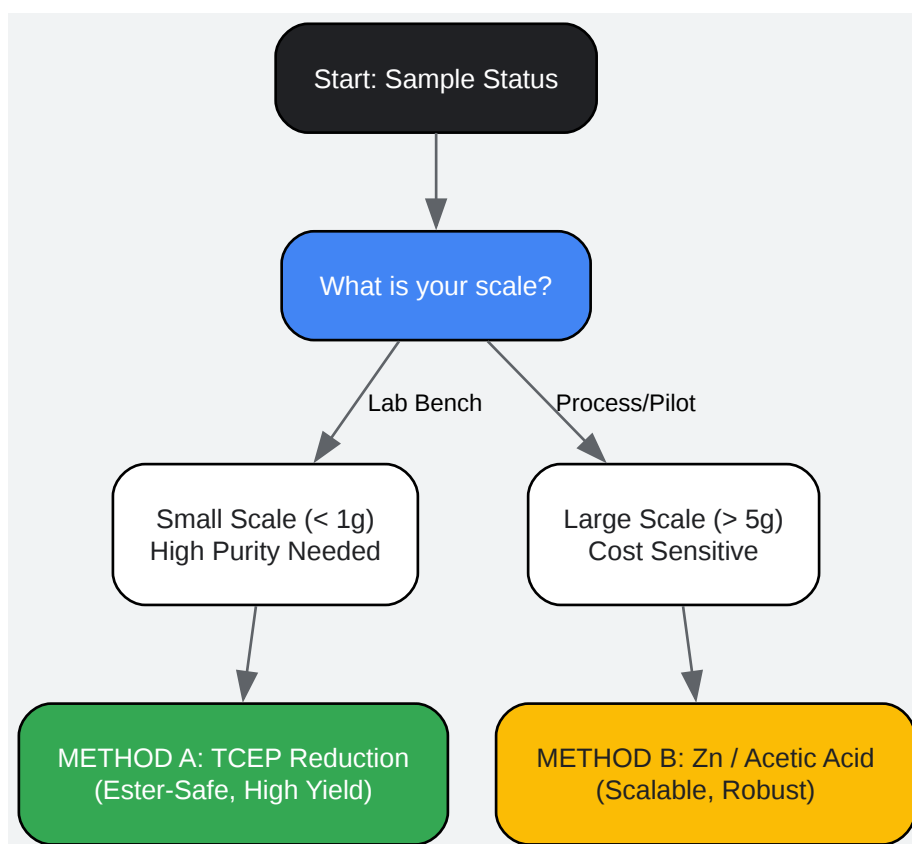 Start: Sample Status
What is your scale?
Lab Bench
Process/Pilot
Small Scale (< 1g)
High Purity Needed
Large Scale (> 5g)
Cost Sensitive
METHOD A: TCEP Reduction
(Ester-Safe, High Yield)
METHOD B: Zn / Acetic Acid
(Scalable, Robust)